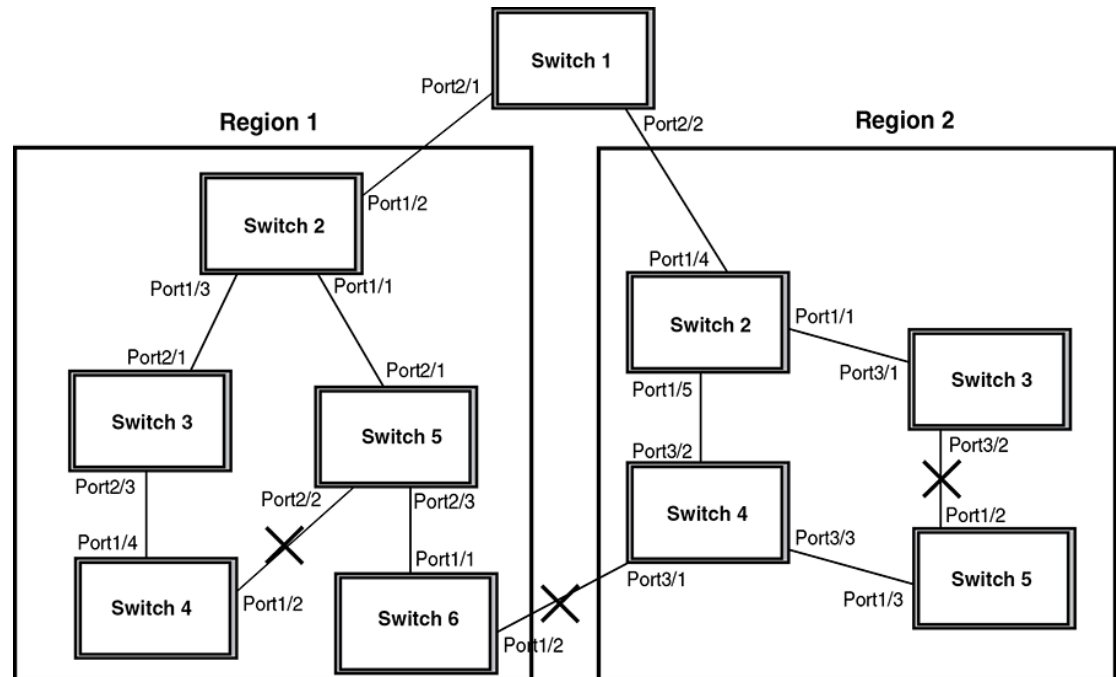 Switch 1
Port2/1
Port2/2
Region 1
Region 2
Switch 2
Port1/2
Port1/3
Port1/1
Port2/1
Port2/1
Switch 3
Switch 5
Port2/3
Port2/2
Port2/3
Port1/4
Port1/1
Switch 4
Port1/2
Switch 6
Port1/2
Port1/4
Switch 2
Port1/1
Port3/1
Switch 3
Port1/5
Port3/2
Port3/2
Switch 4
Port3/3
Port3/1
Port1/2
Switch 5
Port1/3